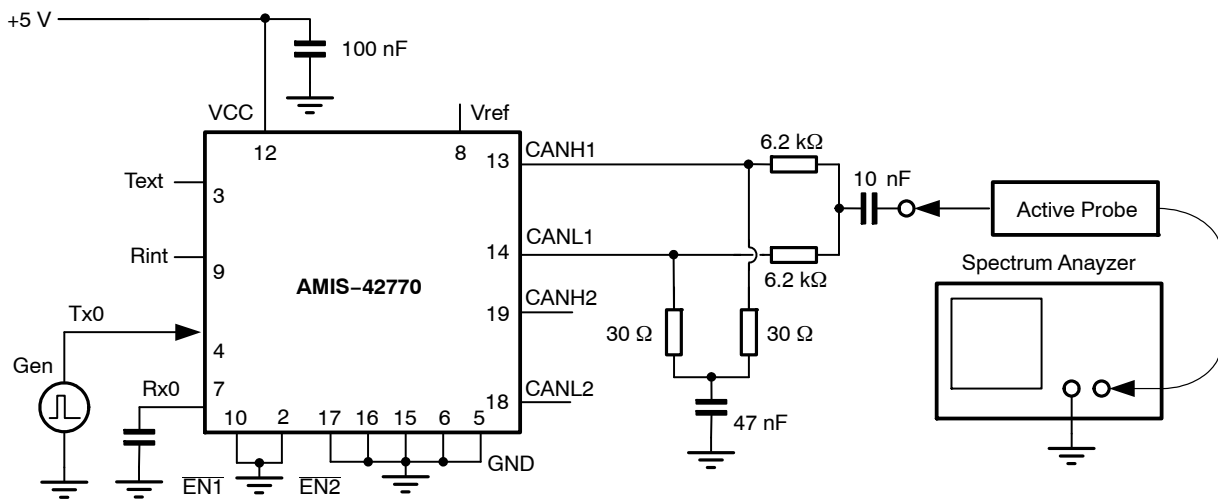 +5 V
100 nF
VCC
Vref
12
8
13
CANH1
6.2 kΩ
10 nF
Text
3
Active Probe
14
CANL1
6.2 kΩ
Spectrum Anayzer
Rint
9
AMIS–42770
19
CANH2
Tx0
4
30 Ω
30 Ω
Gen
7
Rx0
18
CANL2
47 nF
10
2
17
16
15
6
5
GND
EN1
EN2